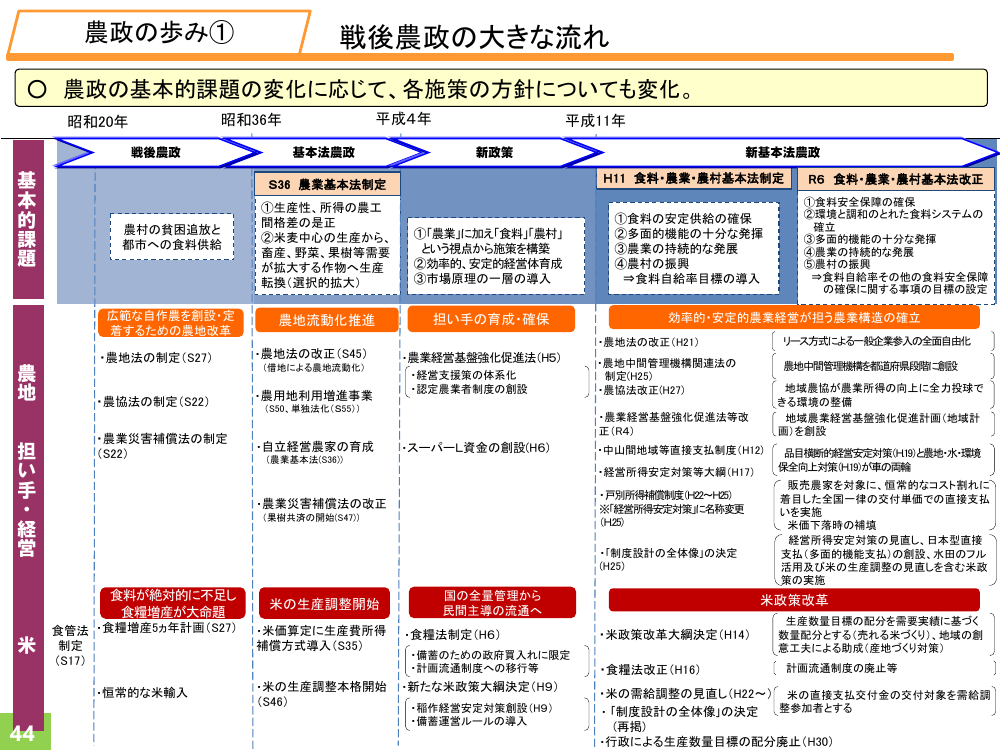 農政の歩み①
戦後農政の大きな流れ
○ 農政の基本的課題の変化に応じて、各施策の方針についても変化。
昭和20年
昭和36年
平成4年
平成11年
戦後農政
基本法農政
新政策
新基本法農政
基本的課題
農村の貧困追放と
都市への食料供給
S36 農業基本法制定
①生産性、所得の農工
間格差の是正
②米麦中心の生産から、
畜産、野菜、果樹等需要
が拡大する作物へ生産
転換(選択的拡大)
①「農業」に加え「食料」「農村」
という視点から施策を構築
②効率的、安定的経営体育成
③市場原理の一層の導入
H11 食料・農業・農村基本法制定
①食料の安定供給の確保
②多面的機能の十分な発揮
③農業の持続的な発展
④農村の振興
⇒食料自給率目標の導入
R6 食料・農業・農村基本法改正
①食料安全保障の確保
②環境と調和のとれた食料システムの
確立
③多面的機能の十分な発揮
④農業の持続的な発展
⑤農村の振興
⇒食料自給率その他の食料安全保障
の確保に関する事項の目標の設定
農地 担い手・経営
広範な自作農を創設・定
着するための農地改革
・農地法の制定(S27)
・農協法の制定(S22)
・農業災害補償法の制定
(S22)
農地流動化推進
・農地法の改正(S45)
(借地による農地流動化)
・農用地利用増進事業
(S50、単独法化(S55))
・自立経営農家の育成
(農業基本法(S36))
・農業災害補償法の改正
(果樹共済の開始(S47))
担い手の育成・確保
・農業経営基盤強化促進法(H5)
・経営支援策の体系化
・認定農業者制度の創設
・スーパーL資金の創設(H6)
効率的・安定的農業経営が担う農業構造の確立
・農地法の改正(H21)
リース方式による一般企業参入の全面自由化
・農地中間管理機構関連法の
制定(H25)
農地中間管理機構を都道府県段階に創設
・農協法改正(H27)
地域農協が農業所得の向上に全力投球で
きる環境の整備
・農業経営基盤強化促進法等改
正(R4)
地域農業経営基盤強化促進計画(地域計
画)を創設
・中山間地域等直接支払制度(H12)
・経営所得安定対策等大綱(H17)
品目横断的経営安定対策(H.19)と農地・水・環境
保全向上対策(H.19)が車の両輪
・戸別所得補償制度(H22~H25)
※「経営所得安定対策」に名称変更
(H25)
販売農家を対象に、恒常的なコスト割れに
着目した全国一律の交付単価での直接支払
いを実施
米価下落時の補填
・「制度設計の全体像」の決定
(H25)
経営所得安定対策の見直し、日本型直接
支払(多面的機能支払)の創設、水田のフル
活用及び米の生産調整の見直しを含む米政
策の実施
米
食管法
制定
(S17)
食料が絶対的に不足し
食糧増産が大命題
・食糧増産5ヵ年計画(S27)
・恒常的な米輸入
米の生産調整開始
・米価算定に生産費所得
補償方式導入(S35)
・米の生産調整本格開始
(S46)
国の全量管理から
民間主導の流通へ
・食糧法制定(H6)
・備蓄のための政府買入れに限定
・計画流通制度への移行等
・新たな米政策大綱決定(H9)
・稲作経営安定対策創設(H9)
・備蓄運営ルールの導入
米政策改革
・米政策改革大綱決定(H14)
生産数量目標の配分を需要実績に基づく
数量配分とする(売れる米づくり)、地域の創
意工夫による助成(産地づくり対策)
・食糧法改正(H16)
計画流通制度の廃止等
・米の需給調整の見直し(H22~)
米の直接支払交付金の交付対象を需給調
整参加者とする
・「制度設計の全体像」の決定
(再掲)
・行政による生産数量目標の配分廃止(H30)
44